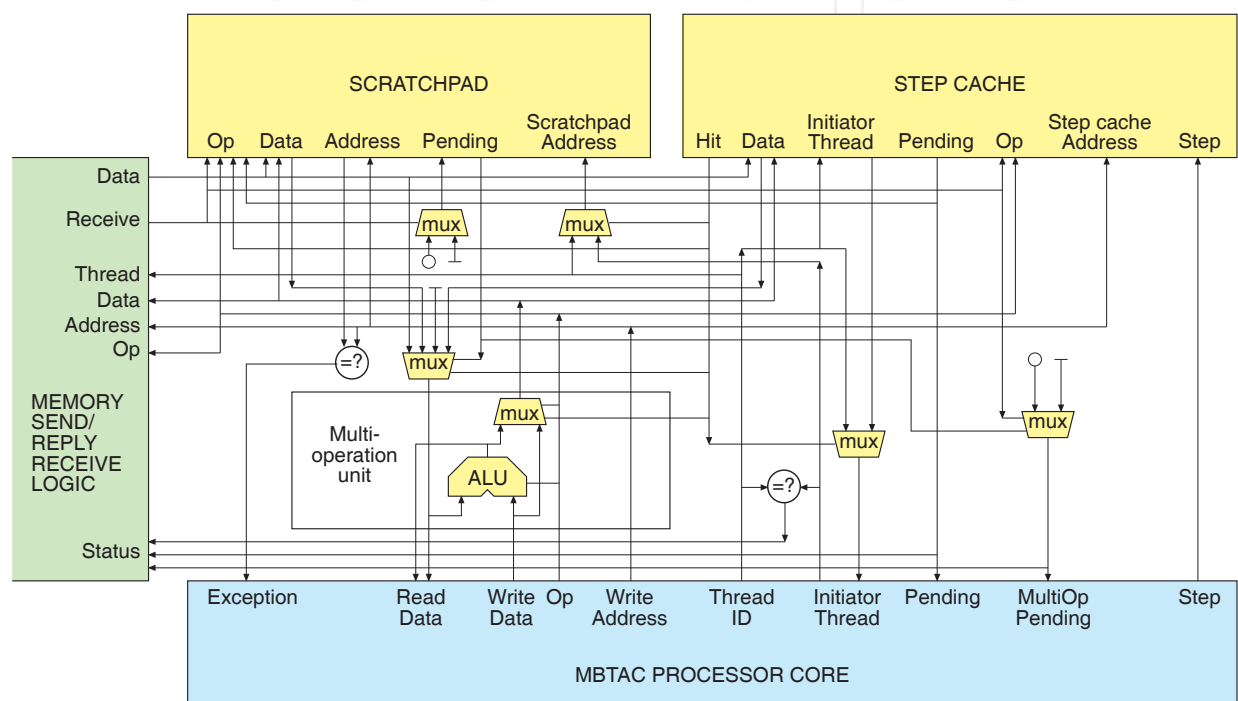 SCRATCHPAD
STEP CACHE
Op Data Address Pending Scratchpad
Address
Hit Data Initiator
Thread Pending Op Step cache
Address Step
Data
Receive
Thread
Data
Address
Op
MEMORY
SEND/
REPLY
RECEIVE
LOGIC
Status
mux
mux
=?
mux
Multi-
operation
unit
mux
ALU
mux
mux
=?
Exception
Read
Data
Write
Data
Op
Write
Address
Thread
ID
Initiator
Thread
Pending
MultiOp
Pending
Step
MBTAC PROCESSOR CORE